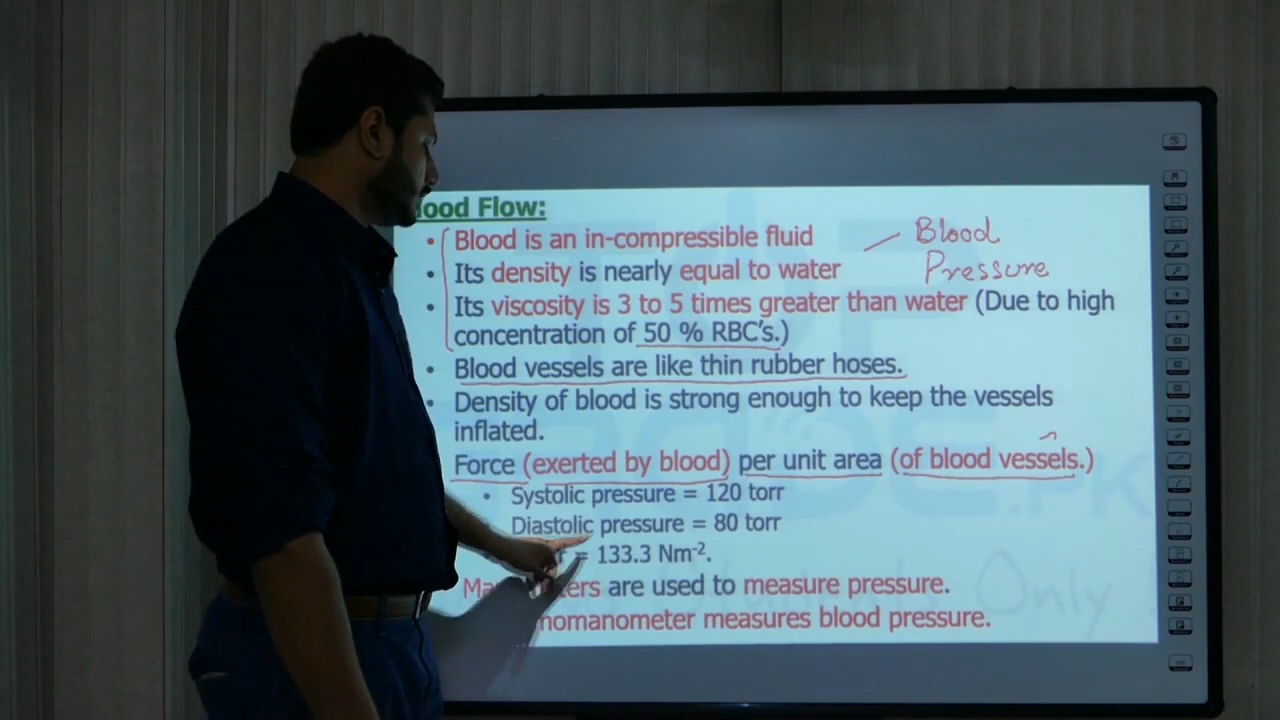 lood Flow:
• Blood is an in-compressible fluid
Blood
• Its density is nearly equal to water
Pressure
• Its viscosity is 3 to 5 times greater than water (Due to high
concentration of 50 % RBC's.)
• Blood vessels are like thin rubber hoses.
• Density of blood is strong enough to keep the vessels
inflated.
Force (exerted by blood) per unit area (of blood vessels.)
• Systolic pressure = 120 torr
Diastolic pressure = 80 torr
= 133.3 Nm-2.
are used to measure pressure.
nomanometer measures blood pressure.
Only